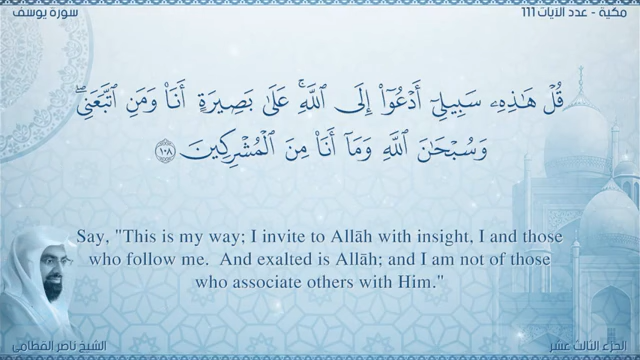 مكية - عدد الآيات 111
سورة يوسف
قُلْ هَٰذِهِۦ سَبِيلِىٓ أَدْعُوٓا۟ إِلَى ٱللَّهِ ۚ عَلَىٰ بَصِيرَةٍ أَنَا۠ وَمَنِ ٱتَّبَعَنِى ۖ
وَسُبْحَٰنَ ٱللَّهِ وَمَآ أَنَا۠ مِنَ ٱلْمُشْرِكِينَ ١٠٨
Say, "This is my way; I invite to Allāh with insight, I and those
who follow me. And exalted is Allāh; and I am not of those
who associate others with Him."
الجزء الثالث عشر
الشيخ ناصر القطامي